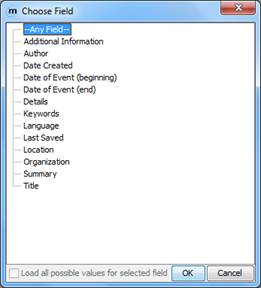 m Choose Field
--Any Field--
Additional Information
Author
Date Created
Date of Event (beginning)
Date of Event (end)
Details
Keywords
Language
Last Saved
Location
Organization
Summary
Title
Load all possible values for selected field OK Cancel